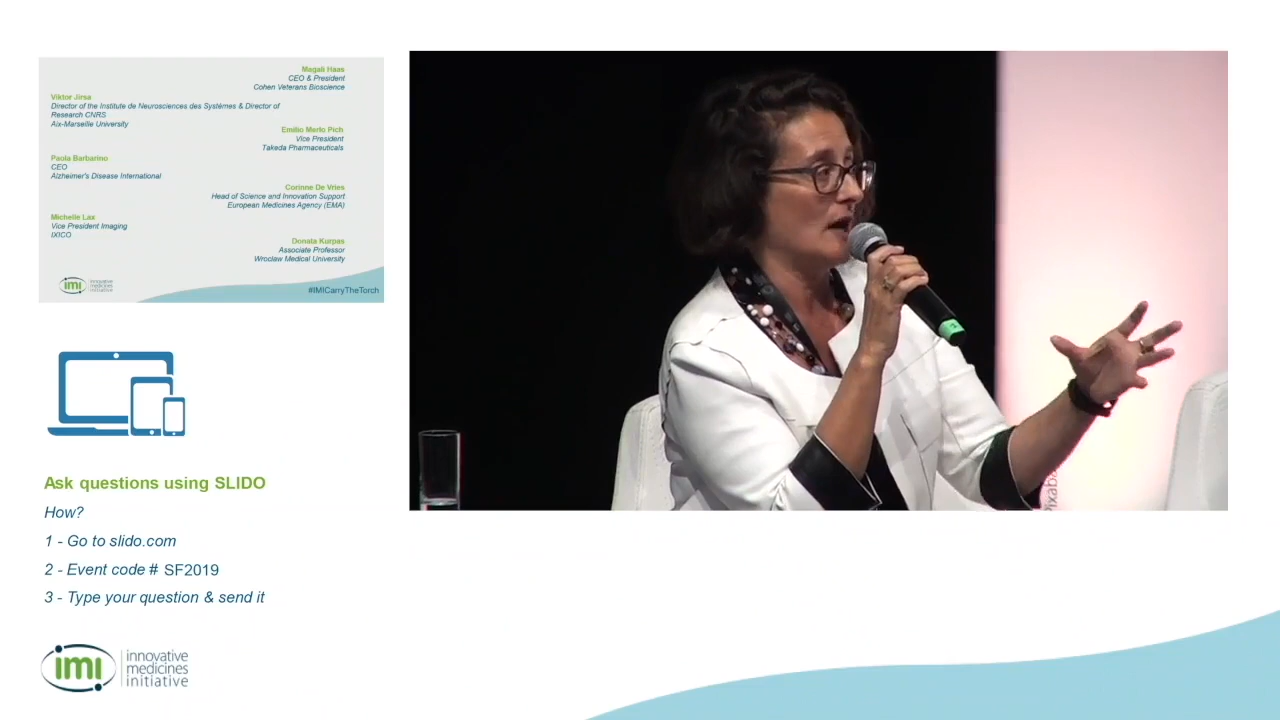 Magali Haas
CEO & President
Cohen Veterans Bioscience
Viktor Jirsa
Director of the Institute de Neurosciences des Systèmes & Director of
Research CNRS
Aix-Marseille University
Emilio Merlo Pich
Vice President
Takeda Pharmaceuticals
Paola Barbarino
CEO
Alzheimer's Disease International
Corinne De Vries
Head of Science and Innovation Support
European Medicines Agency (EMA)
Michelle Lax
Vice President Imaging
IXICO
Donata Kurpas
Associate Professor
Wroclaw Medical University
imi innovative
medicines
initiative
#IMICarryTheTorch
Ask questions using SLIDO
How?
1 - Go to slido.com
2 - Event code # SF2019
3 - Type your question & send it
imi innovative
medicines
initiative